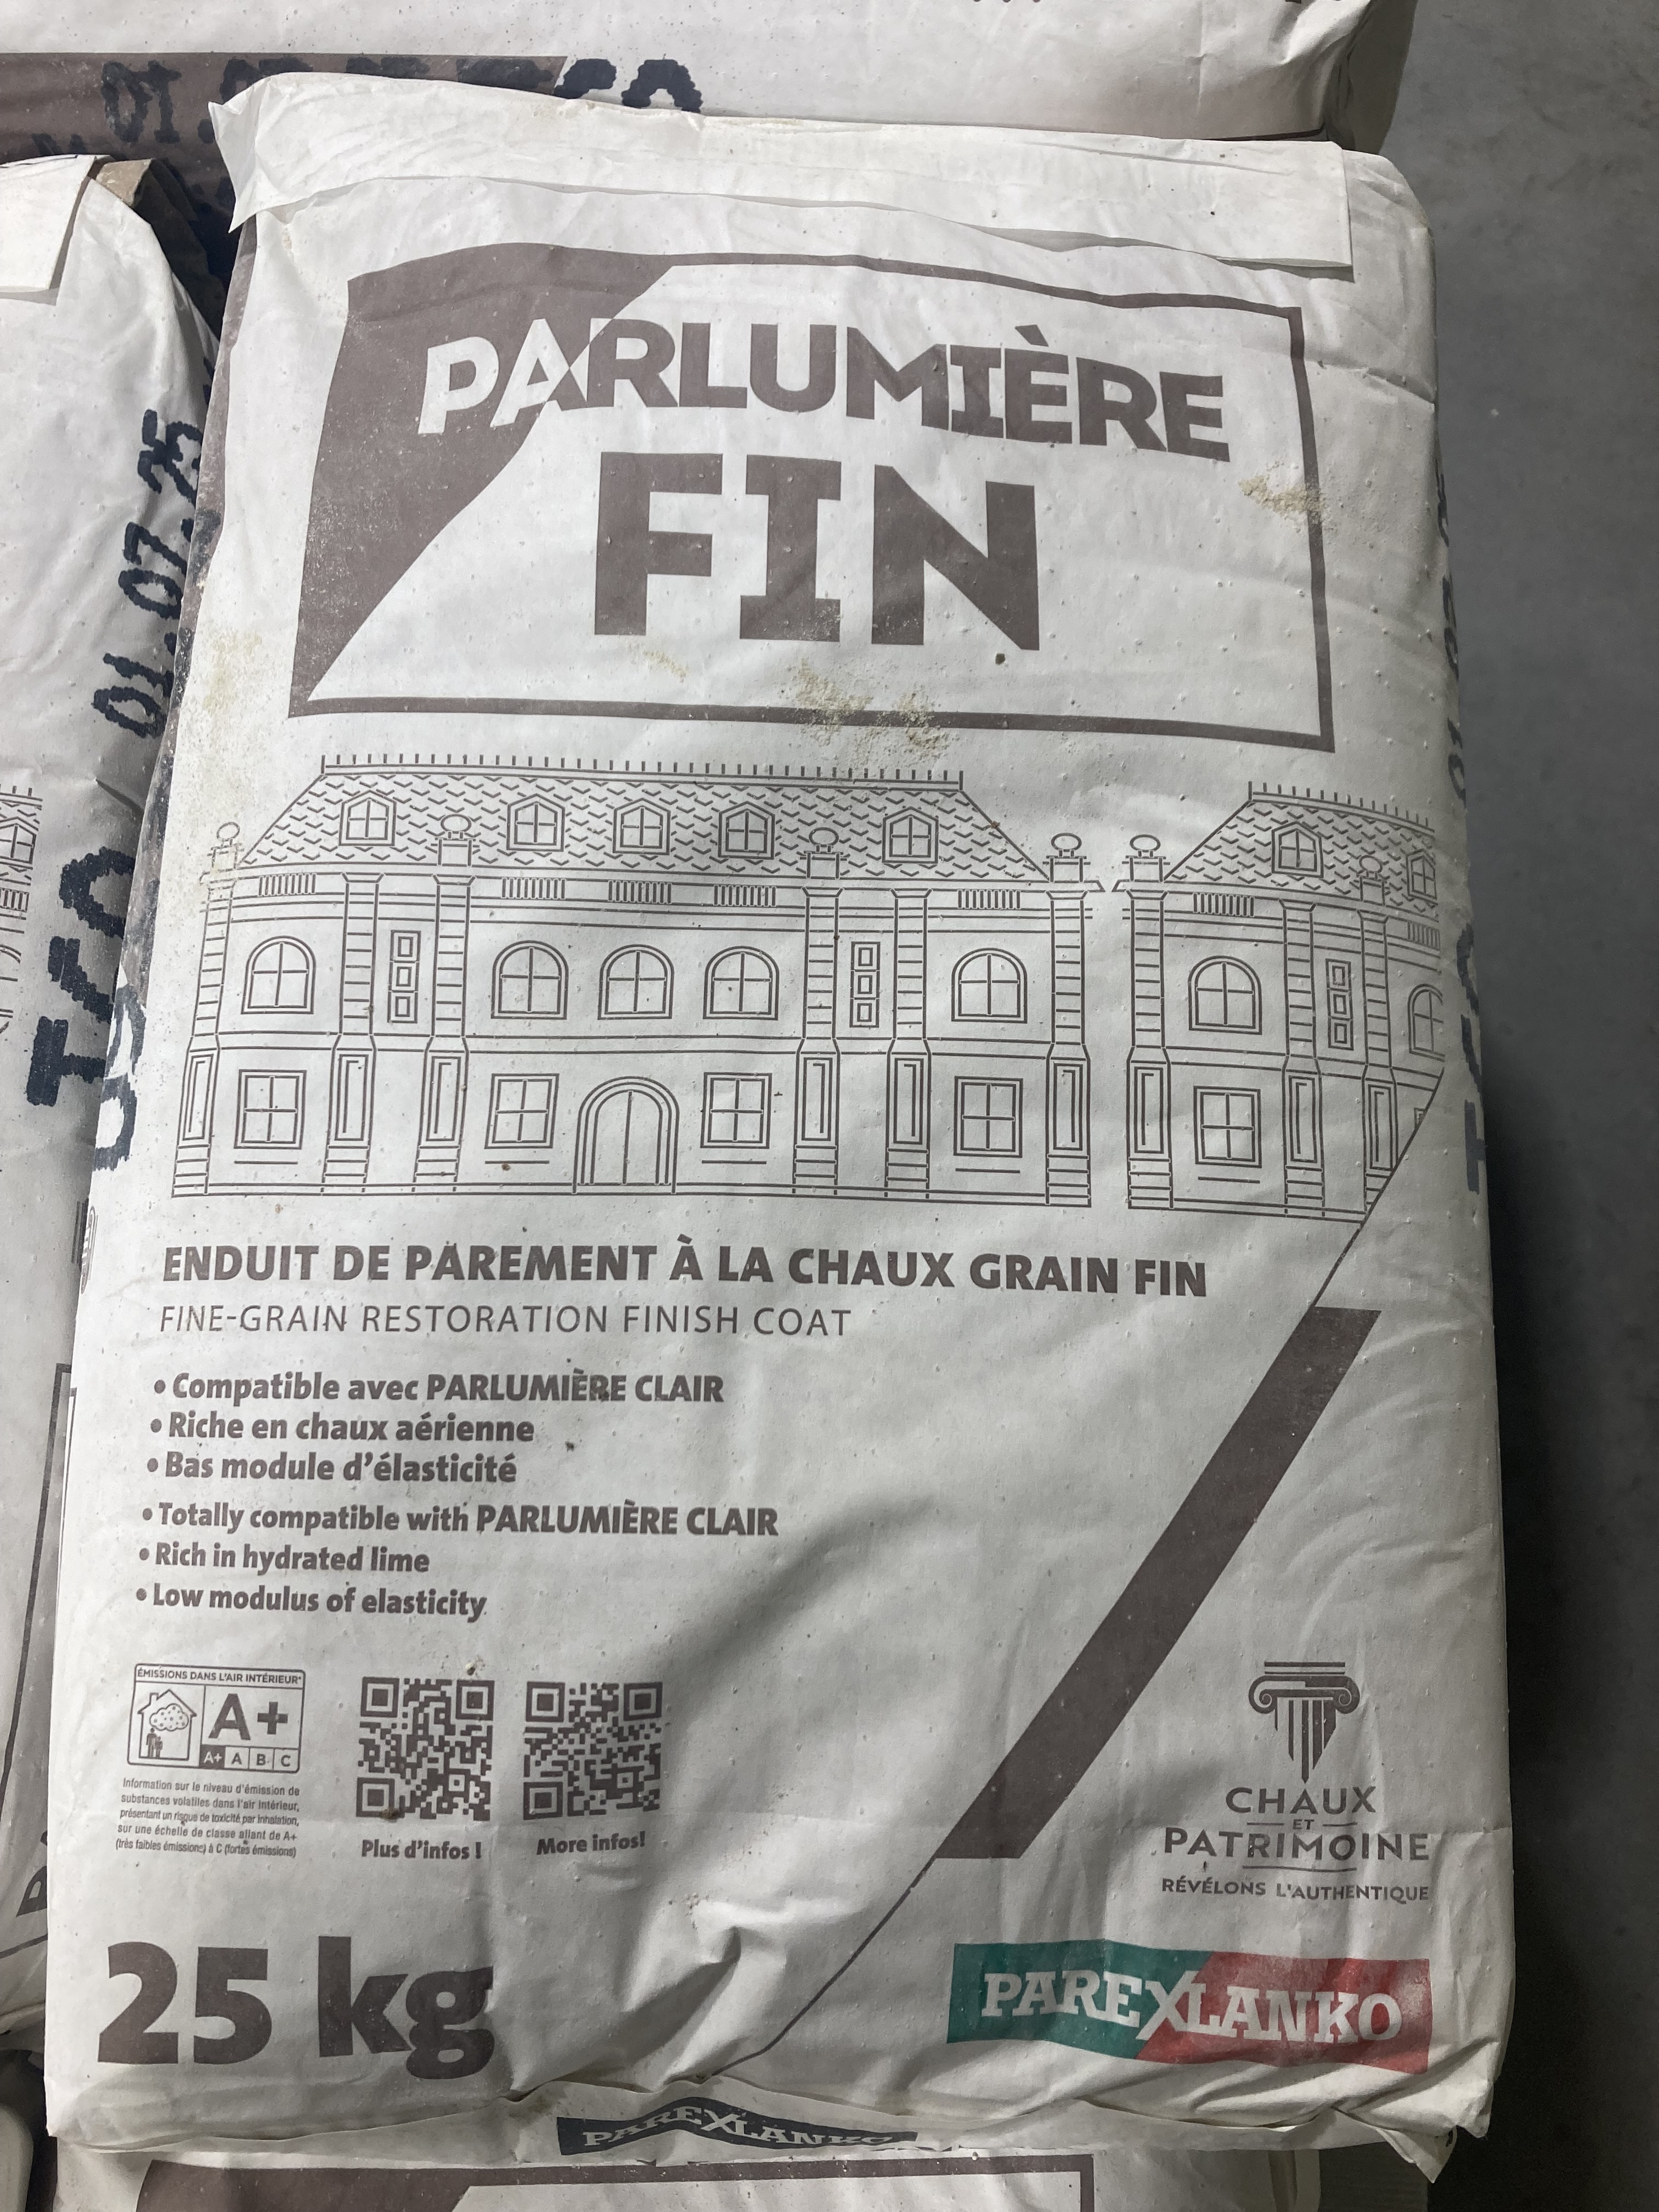 PARLUMIÈRE
FIN
01.07.25
ENDUIT DE PAREMENT À LA CHAUX GRAIN FIN
FINE-GRAIN RESTORATION FINISH COAT
• Compatible avec PARLUMIÈRE CLAIR
• Riche en chaux aérienne
• Bas module d'élasticité
• Totally compatible with PARLUMIÈRE CLAIR
• Rich in hydrated lime
• Low modulus of elasticity
ÉMISSIONS DANS L'AIR INTÉRIEUR*
A+
A+ A B C
Information sur le niveau d'émission de
substances volatiles dans l'air intérieur,
présentant un risque de toxicité par inhalation,
sur une échelle de classe allant de A+
(très faibles émissions) à C (fortes émissions)
Plus d'infos !
More infos!
CHAUX
ET
PATRIMOINE
RÉVÉLONS L'AUTHENTIQUE
25 kg
PAREXLANKO
PAREXLANKO